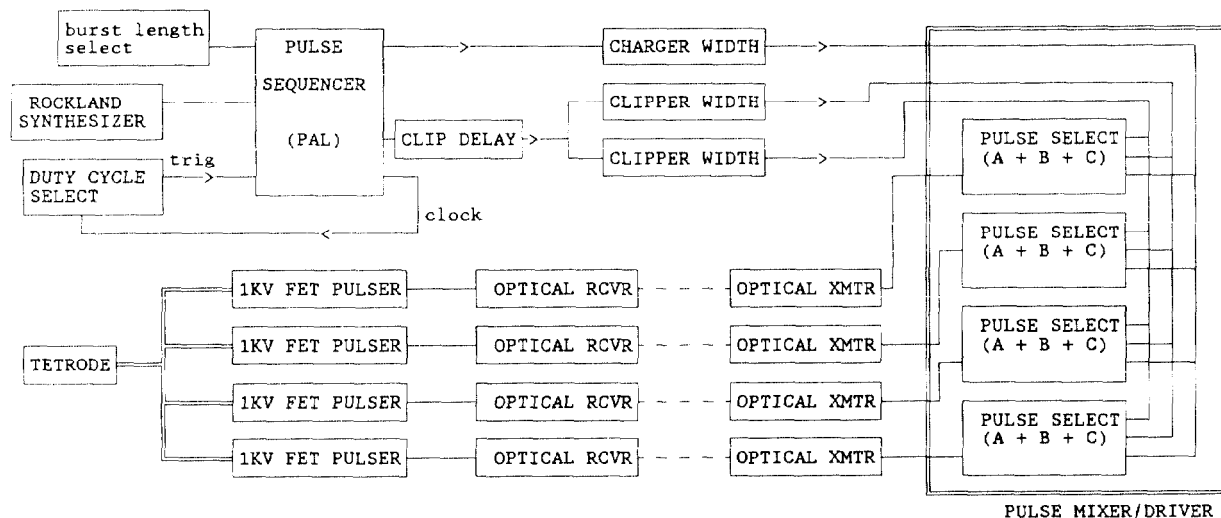 burst length
select
PULSE
SEQUENCER
(PAL)
CHARGER WIDTH
ROCKLAND
SYNTHESIZER
CLIPPER WIDTH
CLIP DELAY
CLIPPER WIDTH
trig
DUTY CYCLE
SELECT
clock
PULSE SELECT
(A + B + C)
PULSE SELECT
(A + B + C)
PULSE SELECT
(A + B + C)
PULSE SELECT
(A + B + C)
1KV FET PULSER
OPTICAL RCVR
OPTICAL XMTR
1KV FET PULSER
OPTICAL RCVR
OPTICAL XMTR
TETRODE
1KV FET PULSER
OPTICAL RCVR
OPTICAL XMTR
1KV FET PULSER
OPTICAL RCVR
OPTICAL XMTR
PULSE MIXER/DRIVER